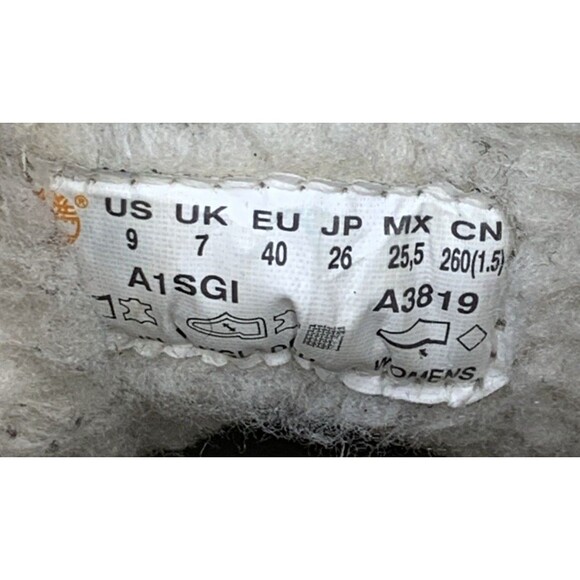 ®
US UK EU JP MX CN
9 7 40 26 25,5 260(1.5)
A1SGI A3819
WOMENS